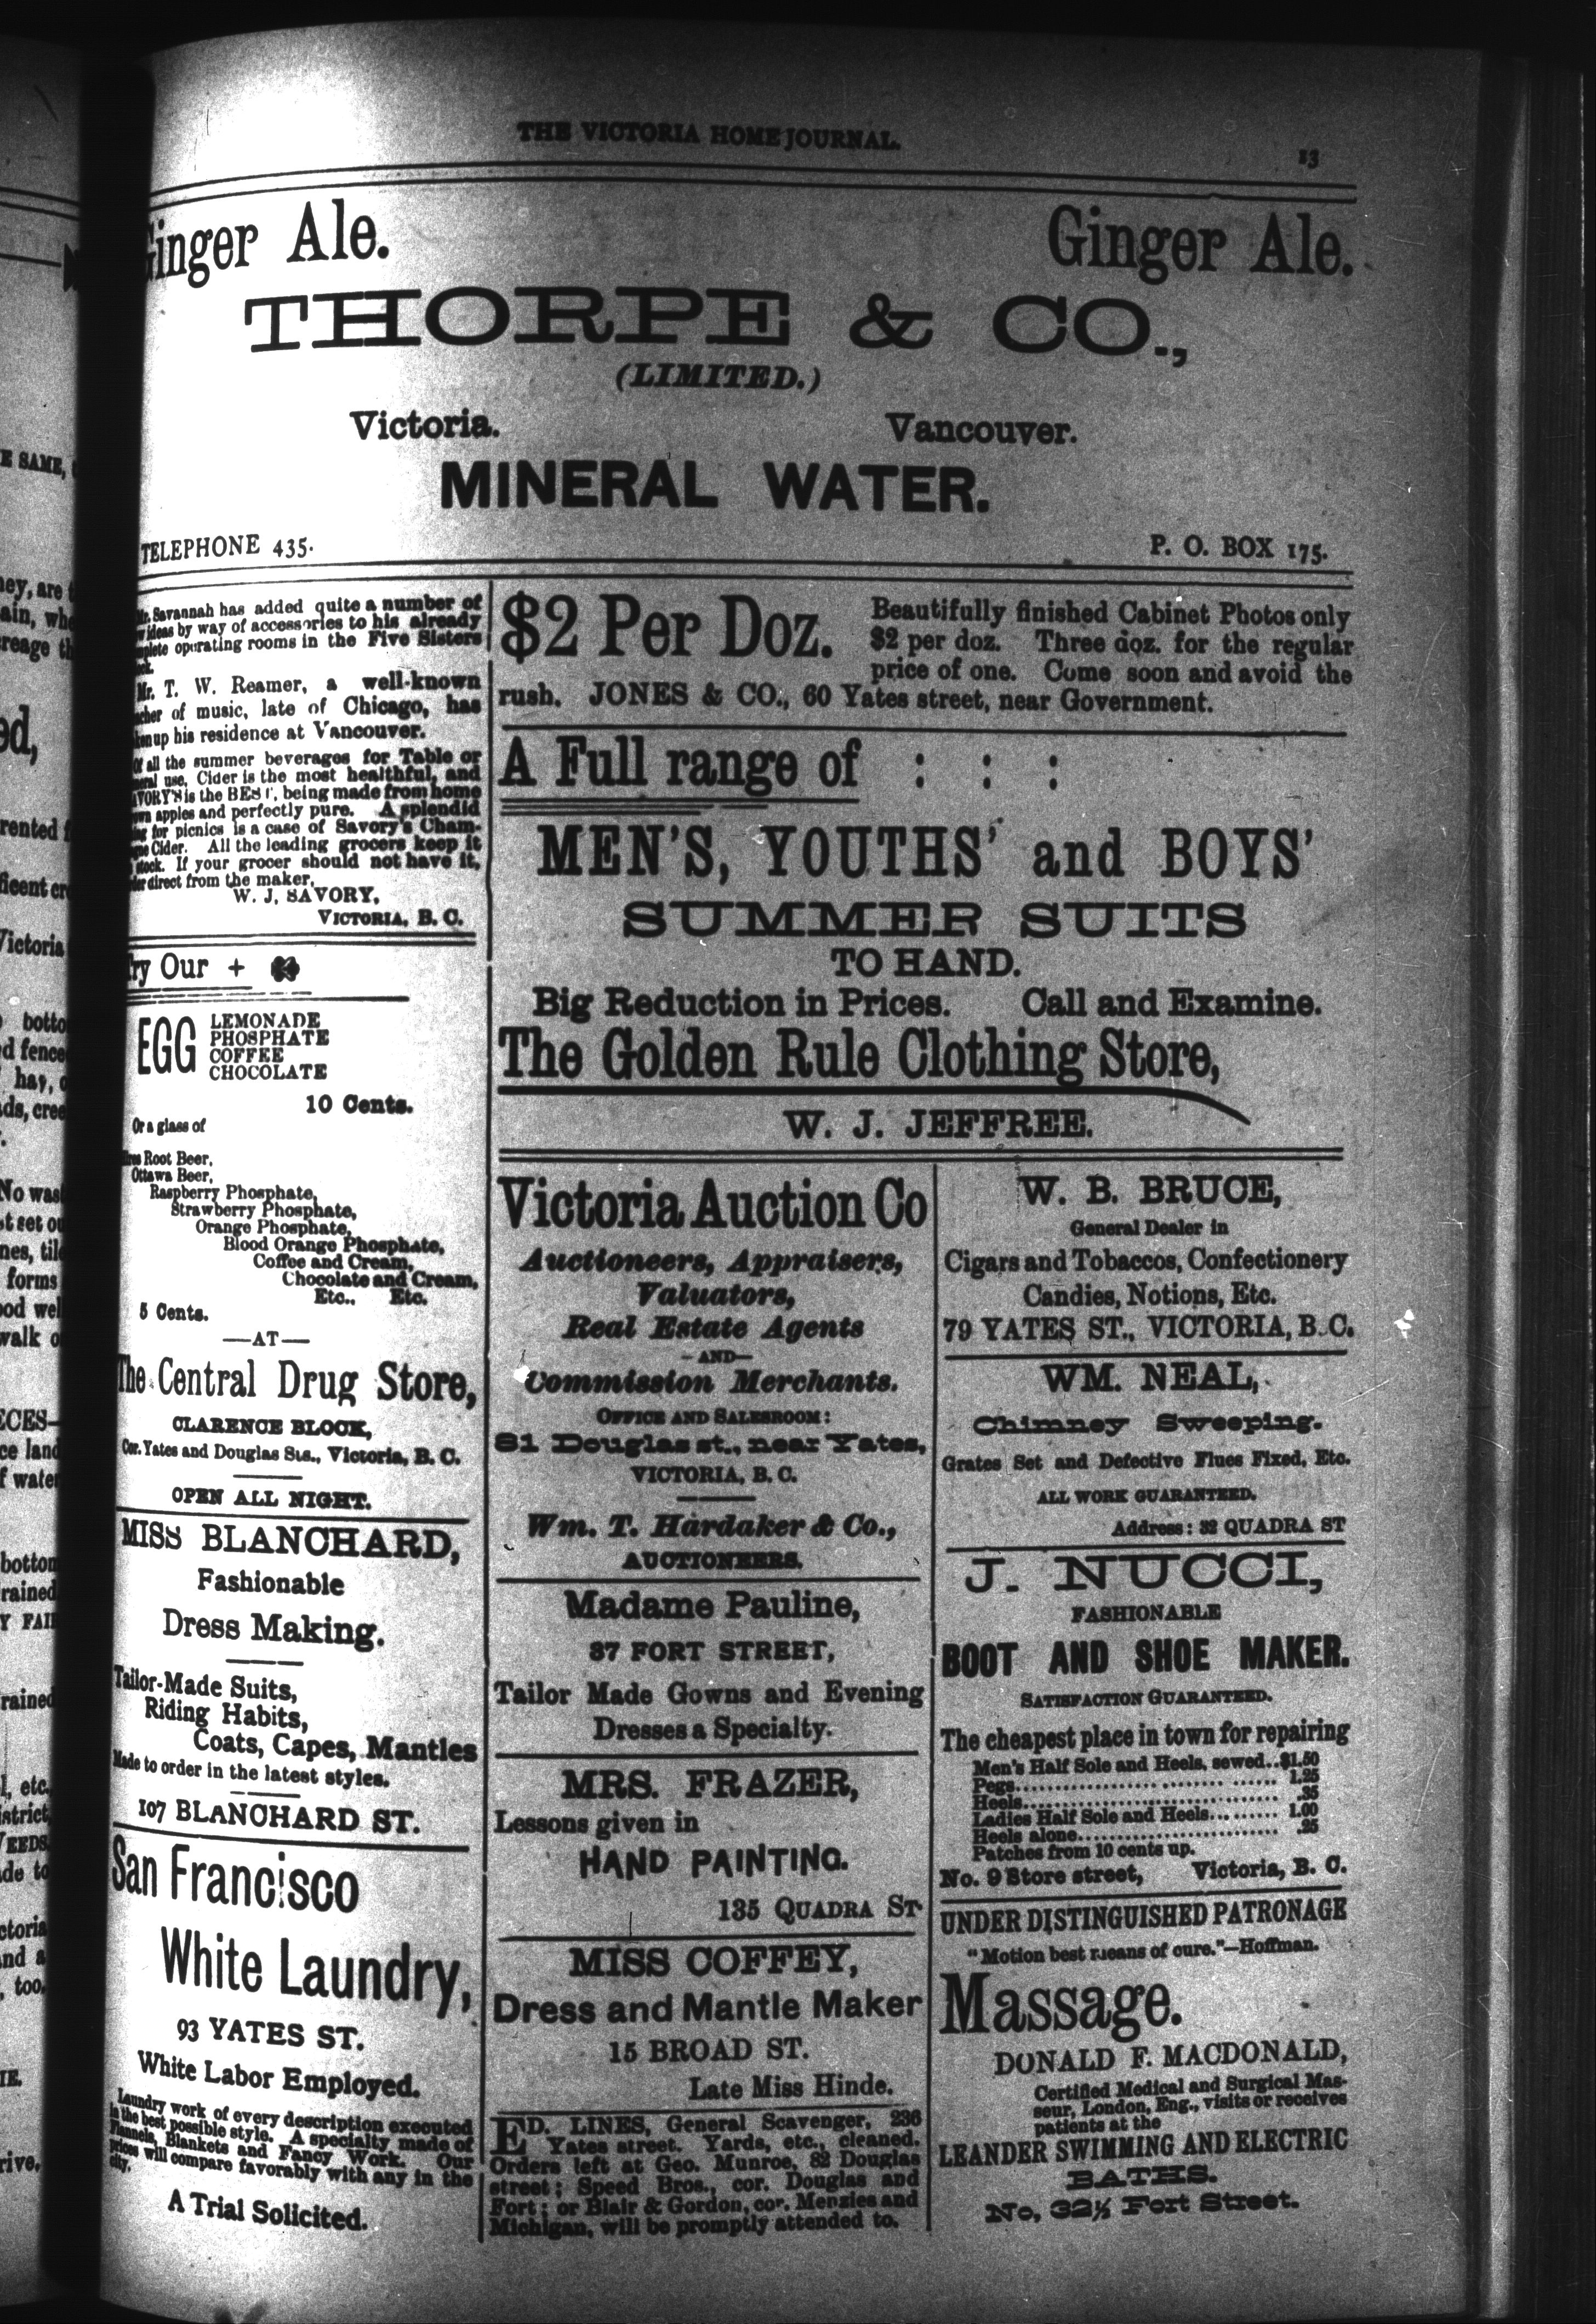 THE VICTORIA HOME JOURNAL.
13
Ginger Ale.
Ginger Ale.
THORPE & CO.,
(LIMITED.)
Victoria.
Vancouver.
MINERAL WATER.
TELEPHONE 435.
P. O. BOX 175.
Mr. Savannah has added quite a number of
ideas by way of accessories to his already
operating rooms in the Five Sisters
Mr. T. W. Reamer, a well-known
of music, late of Chicago, has
up his residence at Vancouver.
Of all the summer beverages for Table or
use, Cider is the most healthful, and
is the BEST, being made from home
apples and perfectly pure. A splendid
for picnics is a case of Savory's Cham-
Cider. All the leading grocers keep it
stock. If your grocer should not have it,
direct from the maker,
W. J. SAVORY,
VICTORIA, B. C.
Try Our +
EGG
LEMONADE
PHOSPHATE
COFFEE
CHOCOLATE
10 Cents.
Or a glass of
Root Beer,
Ottawa Beer,
Raspberry Phosphate,
Strawberry Phosphate,
Orange Phosphate,
Blood Orange Phosphate,
Coffee and Cream,
Chocolate and Cream,
Etc., Etc.
5 Cents.
—AT—
The Central Drug Store,
CLARENCE BLOCK,
Cor. Yates and Douglas Sts., Victoria, B. C.
OPEN ALL NIGHT.
MISS BLANCHARD,
Fashionable
Dress Making.
Tailor-Made Suits,
Riding Habits,
Coats, Capes, Mantles
Made to order in the latest styles.
107 BLANCHARD ST.
San Francisco
White Laundry,
93 YATES ST.
White Labor Employed.
Laundry work of every description executed
in the best possible style. A specialty made of
Flannels, Blankets and Fancy Work. Our
prices will compare favorably with any in the
city.
A Trial Solicited.
$2 Per Doz.
Beautifully finished Cabinet Photos only
$2 per doz. Three doz. for the regular
price of one. Come soon and avoid the
rush. JONES & CO., 60 Yates street, near Government.
A Full range of : : :
MEN'S, YOUTHS' and BOYS'
SUMMER SUITS
TO HAND.
Big Reduction in Prices. Call and Examine.
The Golden Rule Clothing Store,
W. J. JEFFREE.
Victoria Auction Co
Auctioneers, Appraisers,
Valuators,
Real Estate Agents
—AND—
Commission Merchants.
OFFICE AND SALESROOM:
81 Douglas st., near Yates,
VICTORIA, B. C.
Wm. T. Hardaker & Co.,
AUCTIONEERS.
Madame Pauline,
37 FORT STREET,
Tailor Made Gowns and Evening
Dresses a Specialty.
MRS. FRAZER,
Lessons given in
HAND PAINTING.
135 QUADRA ST
MISS COFFEY,
Dress and Mantle Maker
15 BROAD ST.
Late Miss Hinde.
ED. LINES, General Scavenger, 236
Yates street. Yards, etc., cleaned.
Orders left at Geo. Munroe, 82 Douglas
street; Speed Bros., cor. Douglas and
Fort; or Blair & Gordon, cor. Menzies and
Michigan, will be promptly attended to.
W. B. BRUCE,
General Dealer in
Cigars and Tobaccos, Confectionery
Candies, Notions, Etc.
79 YATES ST., VICTORIA, B. C.
WM. NEAL,
Chimney Sweeping.
Grates Set and Defective Flues Fixed, Etc.
ALL WORK GUARANTEED.
Address: 32 QUADRA ST
J. NUCCI,
FASHIONABLE
BOOT AND SHOE MAKER.
SATISFACTION GUARANTEED.
The cheapest place in town for repairing
Men's Half Sole and Heels, sewed..$1.50
Pegs.................................. 1.25
Heels.................................. .35
Ladies Half Sole and Heels.......... 1.00
Heels alone........................... .25
Patches from 10 cents up.
No. 9 Store street, Victoria, B. C.
UNDER DISTINGUISHED PATRONAGE
"Motion best means of cure."—Hoffman.
Massage.
DONALD F. MACDONALD,
Certified Medical and Surgical Mas-
seur, London, Eng., visits or receives
patients at the
LEANDER SWIMMING AND ELECTRIC
BATHS.
No. 32½ Fort Street.